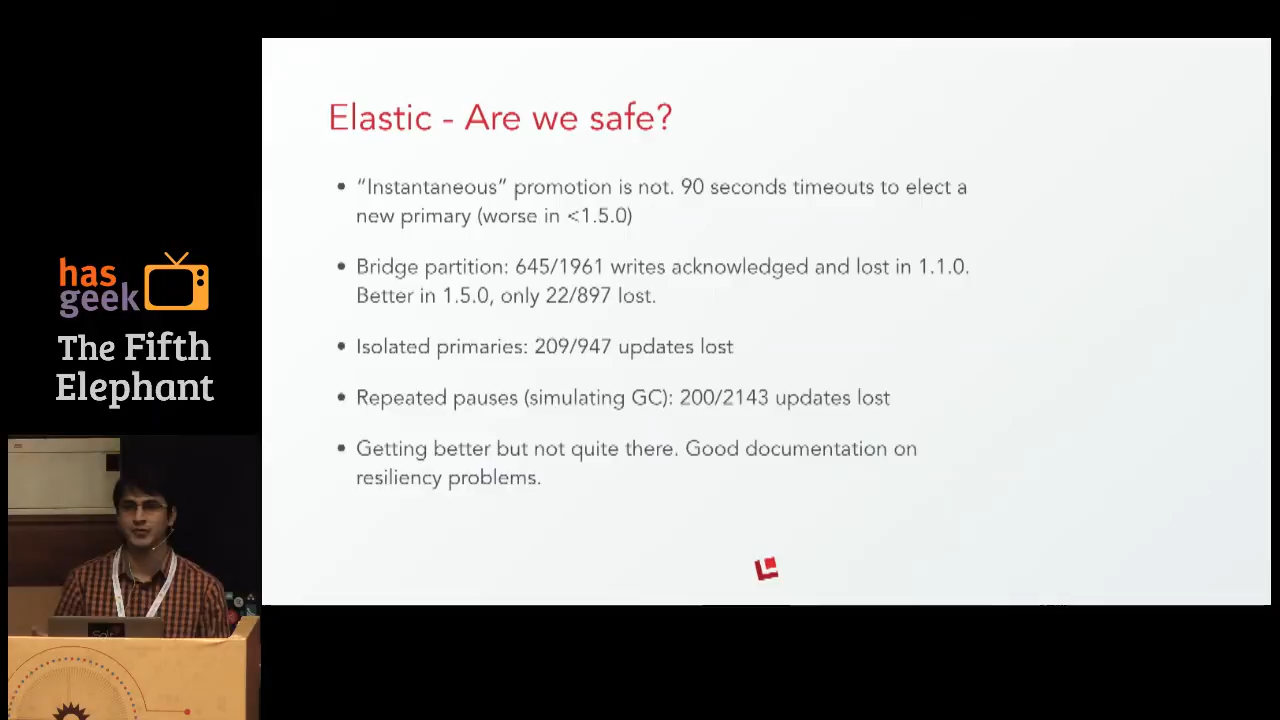 Elastic - Are we safe?
• “Instantaneous” promotion is not. 90 seconds timeouts to elect a
new primary (worse in <1.5.0)
• Bridge partition: 645/1961 writes acknowledged and lost in 1.1.0.
Better in 1.5.0, only 22/897 lost.
• Isolated primaries: 209/947 updates lost
• Repeated pauses (simulating GC): 200/2143 updates lost
• Getting better but not quite there. Good documentation on
resiliency problems.
has
geek
The Fifth
Elephant
Solr